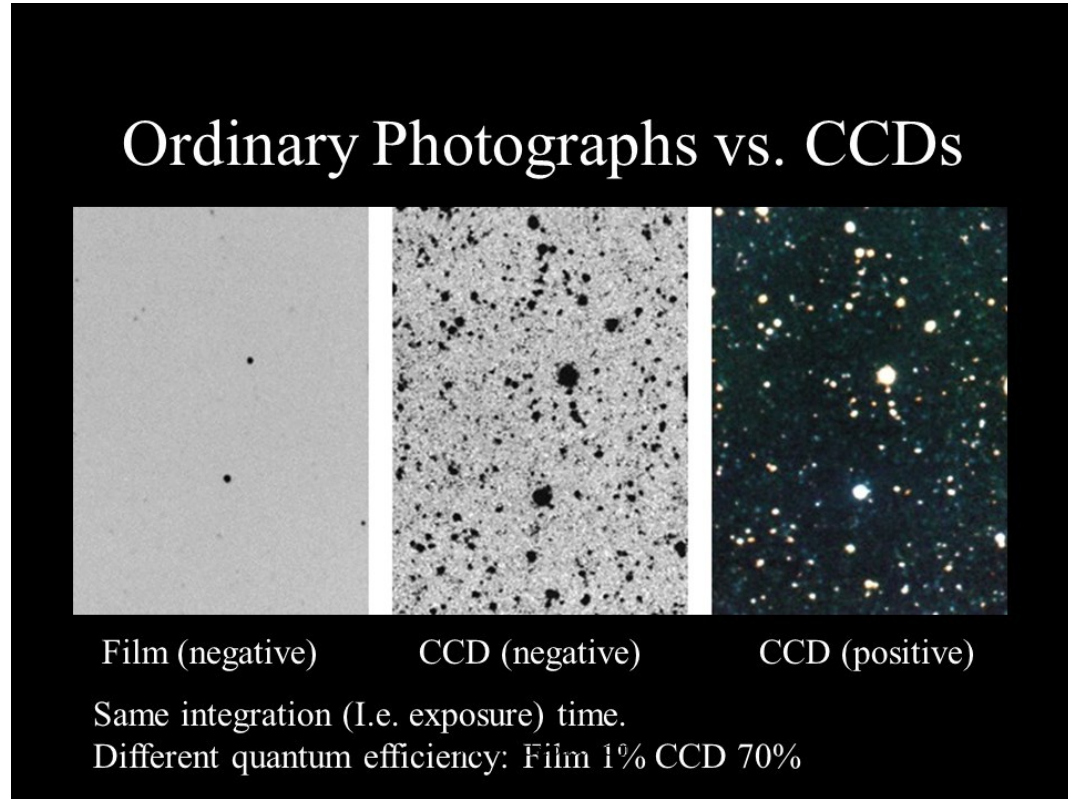 Ordinary Photographs vs. CCDs
Film (negative)
CCD (negative)
CCD (positive)
Same integration (I.e. exposure) time.
Different quantum efficiency: Film 1% CCD 70%